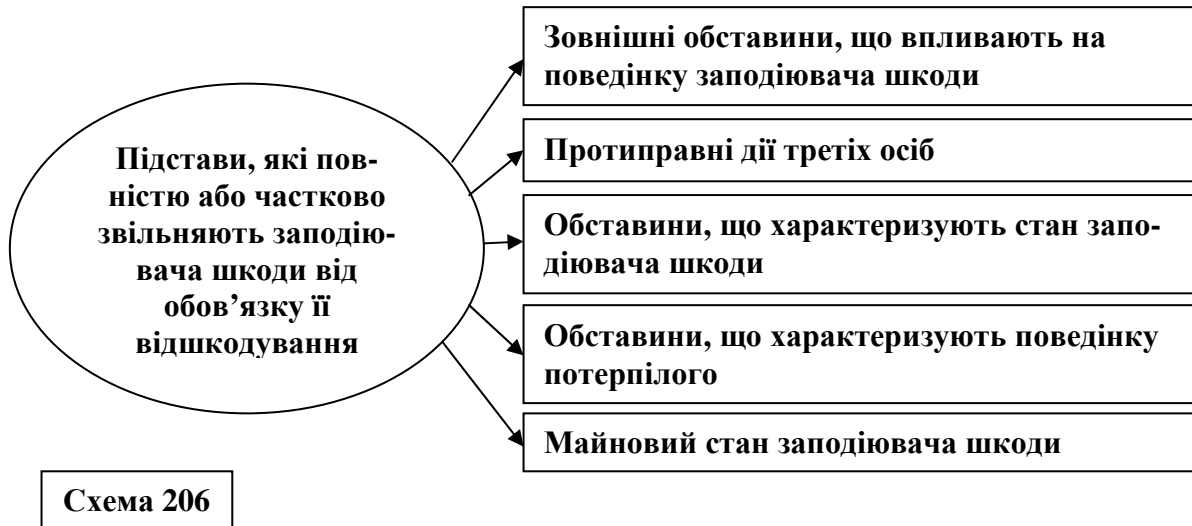 Підстави, які пов-
ністю або частково
звільняють заподію-
вача шкоди від
обов’язку її
відшкодування
Зовнішні обставини, що впливають на
поведінку заподіювача шкоди
Протиправні дії третіх осіб
Обставини, що характеризують стан запо-
діювача шкоди
Обставини, що характеризують поведінку
потерпілого
Майновий стан заподіювача шкоди
Схема 206